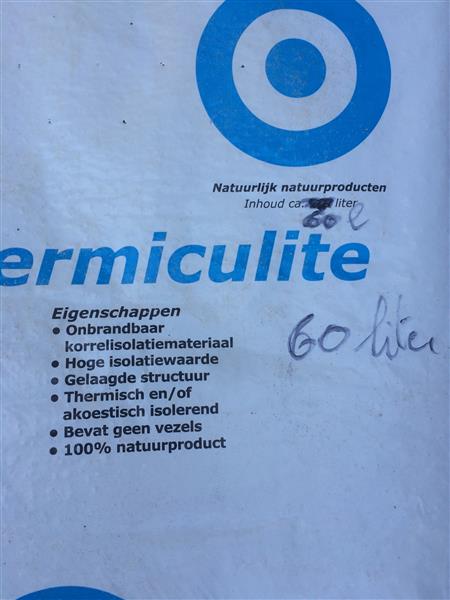 Natuurlijk natuurproducten
Inhoud ca. liter
60 l
ermiculite
Eigenschappen
• Onbrandbaar
korrelisolatiemateriaal
• Hoge isolatiewaarde
• Gelaagde structuur
• Thermisch en/of
akoestisch isolerend
• Bevat geen vezels
• 100% natuurproduct
60 liter